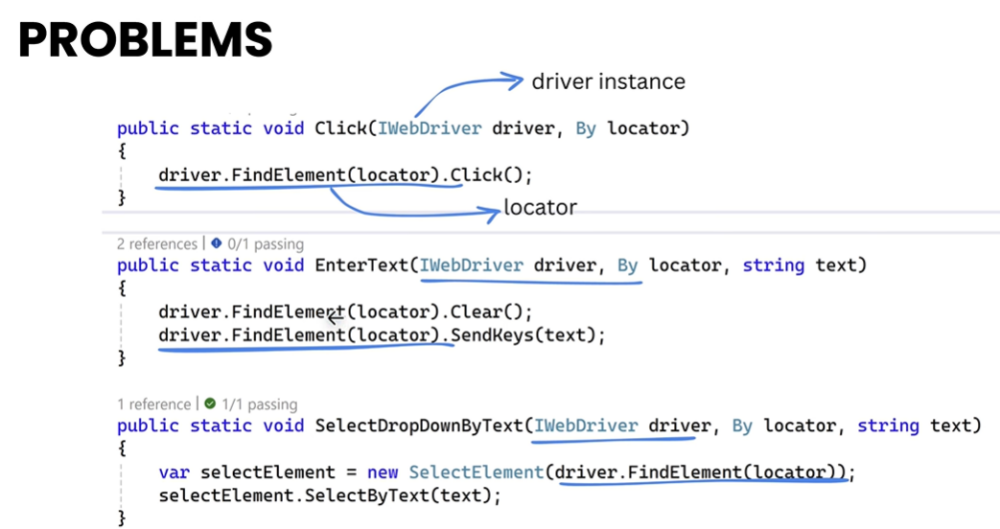 PROBLEMS
driver instance
public static void Click(IWebDriver driver, By locator)
{
driver.FindElement(locator).Click();
}
locator
2 references | 0/1 passing
public static void EnterText(IWebDriver driver, By locator, string text)
{
driver.FindElement(locator).Clear();
driver.FindElement(locator).SendKeys(text);
}
1 reference | 1/1 passing
public static void SelectDropDownByText(IWebDriver driver, By locator, string text)
{
var selectElement = new SelectElement(driver.FindElement(locator));
selectElement.SelectByText(text);
}